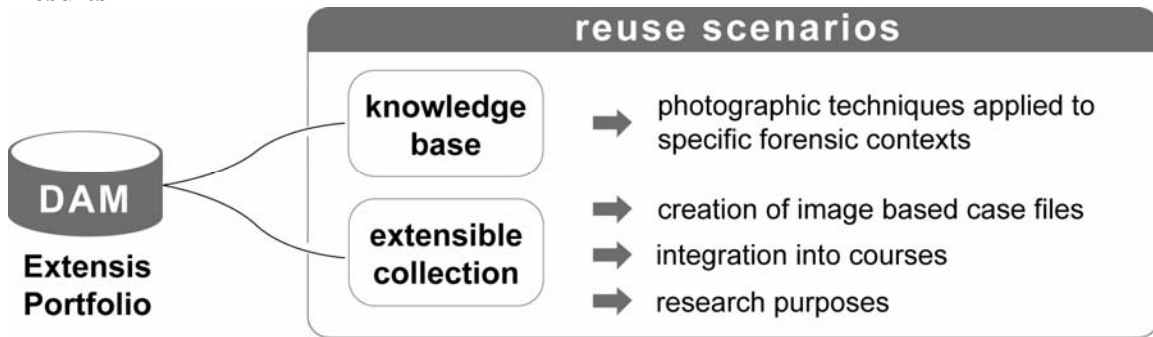 reuse scenarios
knowledge
base
photographic techniques applied to
specific forensic contexts
DAM
Extensis
Portfolio
extensible
collection
creation of image based case files
integration into courses
research purposes